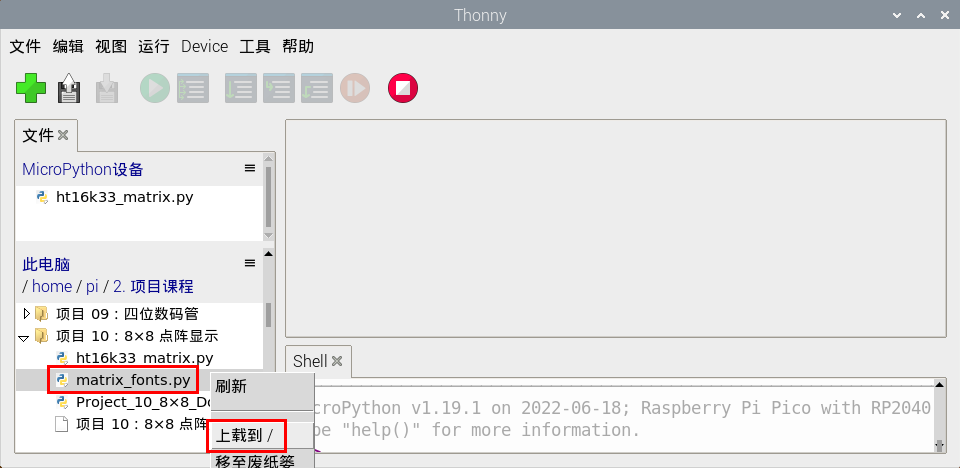 Thonny
文件 编辑 视图 运行 Device 工具 帮助
文件
MicroPython设备
ht16k33_matrix.py
此电脑
/ home / pi / 2. 项目课程
项目 09：四位数码管
项目 10：8×8 点阵显示
ht16k33_matrix.py
matrix_fonts.py
Project_10_8×8_Do
项目 10：8×8 点阵
刷新
上载到 /
移至废纸篓
Shell
croPython v1.19.1 on 2022-06-18; Raspberry Pi Pico with RP2040
pe "help()" for more information.